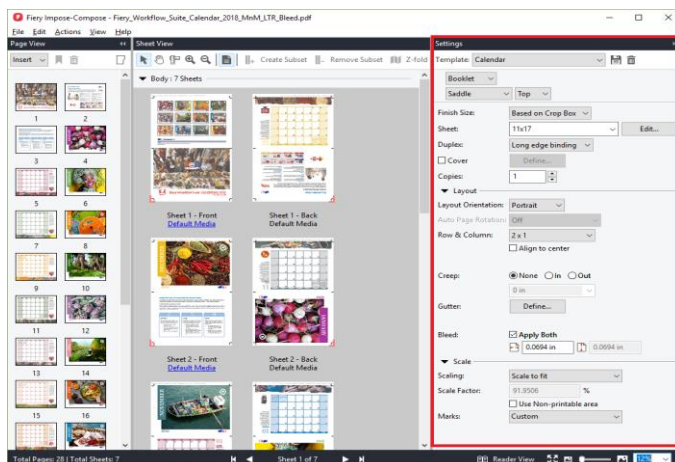 Fiery Impose-Compose - Fiery_Workflow_Suite_Calendar_2018_MnM_LTR_Bleed.pdf
File Edit Actions View Help
Page View
Sheet View
Settings
Insert
Create Subset
Remove Subset
Z-fold
Template: Calendar
Body : 7 Sheets
Booklet
Saddle Top
1 2
3 4
5 6
7 8
9 10
11 12
13 14
15 16
Sheet 1 - Front
Default Media
Sheet 1 - Back
Sheet 2 - Front
Default Media
Sheet 2 - Back
Finish Size: Based on Crop Box
Sheet: 11x17 Edit...
Duplex: Long edge binding
Cover Define...
Copies: 1
Layout
Layout Orientation: Portrait
Auto Page Rotation: Off
Row & Column: 2 x 1
Align to center
Creep: None In Out
0 in
Gutter: Define...
Bleed: Apply Both
0.0694 in 0.0694 in
Scale
Scaling: Scale to fit
Scale Factor: 91.9506 %
Use Non-printable area
Marks: Custom
Total Pages: 28 | Total Sheets: 7
Sheet 1 of 7
Reader View
12%